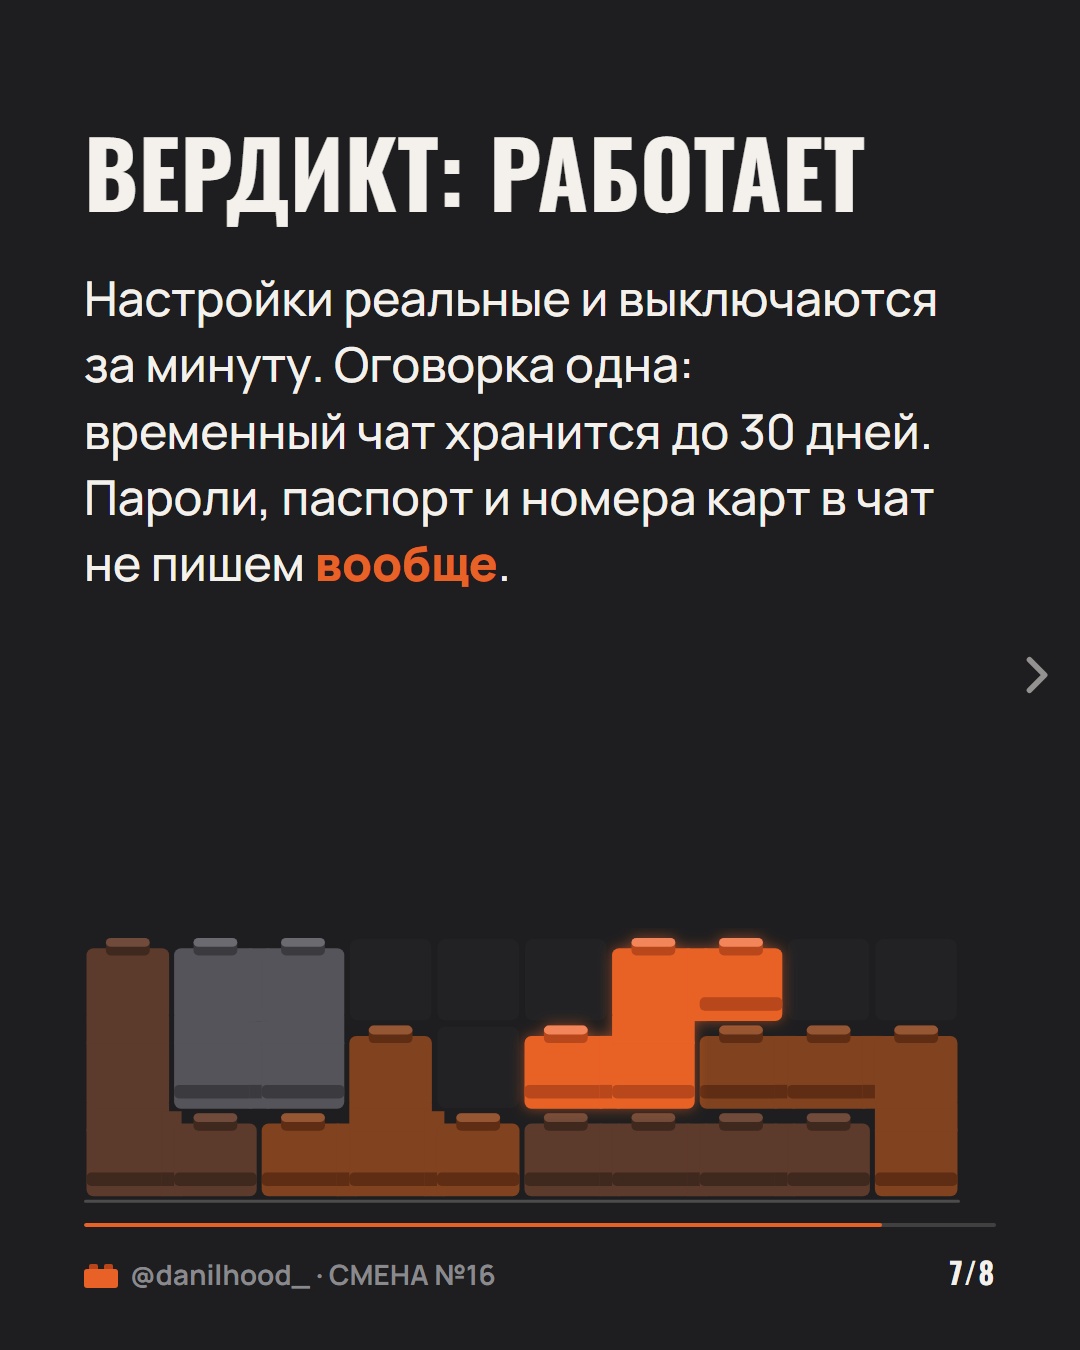 ВЕРДИКТ: РАБОТАЕТ
Настройки реальные и выключаются
за минуту. Оговорка одна:
временный чат хранится до 30 дней.
Пароли, паспорт и номера карт в чат
не пишем вообще.
@danilhood_ · СМЕНА №16
7/8